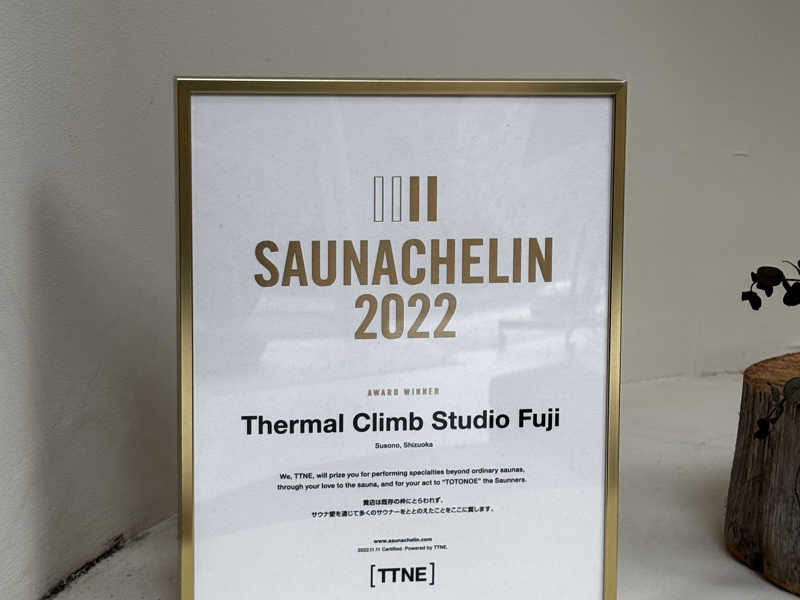 SAUNACHELIN
2022
AWARD WINNER
Thermal Climb Studio Fuji
Susono, Shizuoka
We, TTNE, will prize you for performing specialties beyond ordinary saunas,
through your love to the sauna, and for your act to "TOTONOE" the Saunners.
貴店は既存の枠にとらわれず、
サウナ愛を通じて多くのサウナーをととのえたことをここに賞します。
www.saunachelin.com
2022.11.11 Certified. Powered by TTNE.
[TTNE]